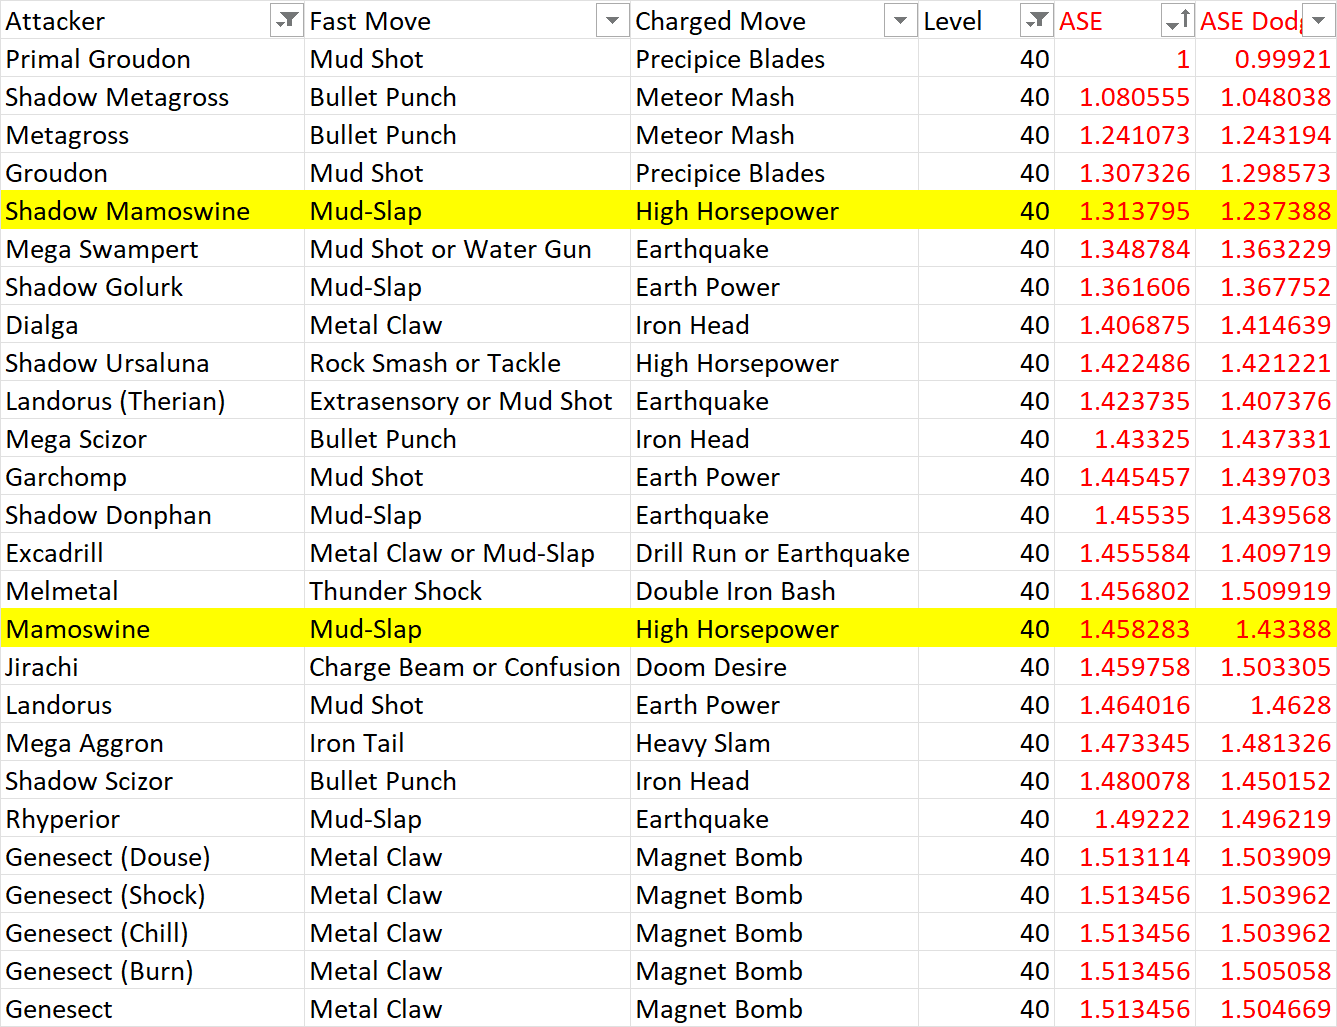 Attacker Fast Move Charged Move Level ASE ASE Dodg
Primal Groudon Mud Shot Precipice Blades 40 1 0.99921
Shadow Metagross Bullet Punch Meteor Mash 40 1.080555 1.048038
Metagross Bullet Punch Meteor Mash 40 1.241073 1.243194
Groudon Mud Shot Precipice Blades 40 1.307326 1.298573
Shadow Mamoswine Mud-Slap High Horsepower 40 1.313795 1.237388
Mega Swampert Mud Shot or Water Gun Earthquake 40 1.348784 1.363229
Shadow Golurk Mud-Slap Earth Power 40 1.361606 1.367752
Dialga Metal Claw Iron Head 40 1.406875 1.414639
Shadow Ursaluna Rock Smash or Tackle High Horsepower 40 1.422486 1.421221
Landorus (Therian) Extrasensory or Mud Shot Earthquake 40 1.423735 1.407376
Mega Scizor Bullet Punch Iron Head 40 1.43325 1.437331
Garchomp Mud Shot Earth Power 40 1.445457 1.439703
Shadow Donphan Mud-Slap Earthquake 40 1.45535 1.439568
Excadrill Metal Claw or Mud-Slap Drill Run or Earthquake 40 1.455584 1.409719
Melmetal Thunder Shock Double Iron Bash 40 1.456802 1.509919
Mamoswine Mud-Slap High Horsepower 40 1.458283 1.43388
Jirachi Charge Beam or Confusion Doom Desire 40 1.459758 1.503305
Landorus Mud Shot Earth Power 40 1.464016 1.4628
Mega Aggron Iron Tail Heavy Slam 40 1.473345 1.481326
Shadow Scizor Bullet Punch Iron Head 40 1.480078 1.450152
Rhyperior Mud-Slap Earthquake 40 1.49222 1.496219
Genesect (Douse) Metal Claw Magnet Bomb 40 1.513114 1.503909
Genesect (Shock) Metal Claw Magnet Bomb 40 1.513456 1.503962
Genesect (Chill) Metal Claw Magnet Bomb 40 1.513456 1.503962
Genesect (Burn) Metal Claw Magnet Bomb 40 1.513456 1.505058
Genesect Metal Claw Magnet Bomb 40 1.513456 1.504669